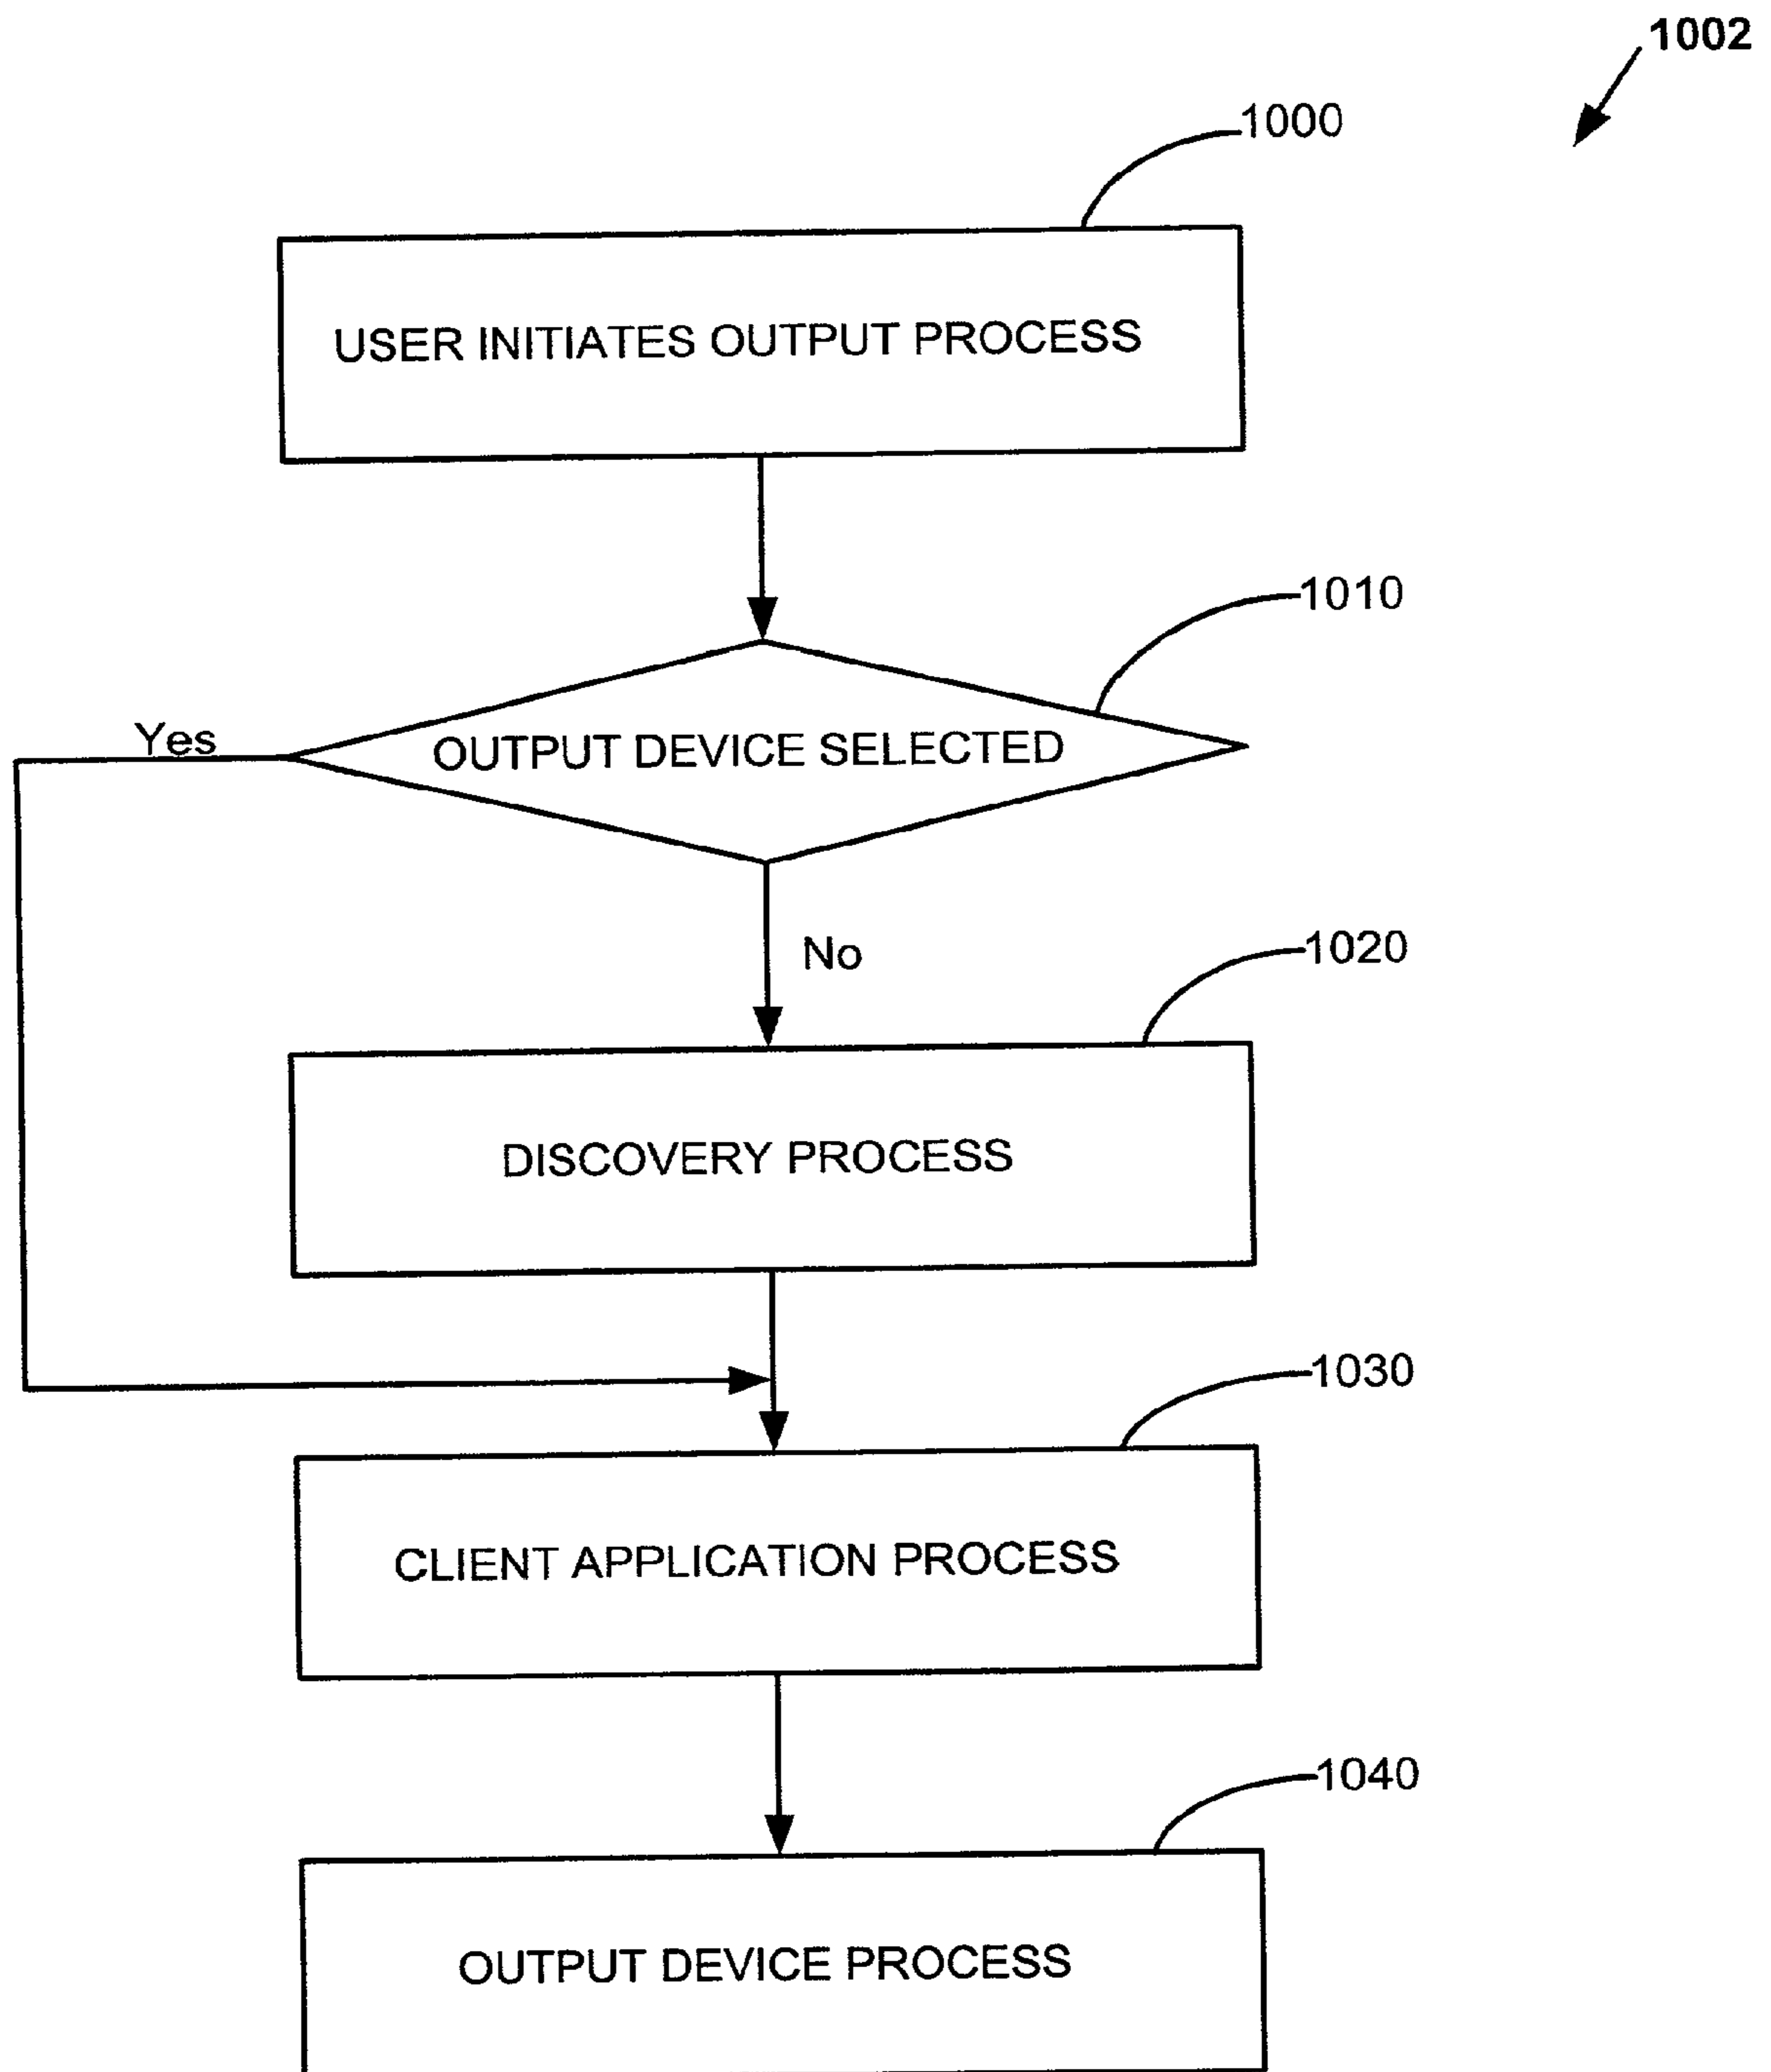 1002
1000
USER INITIATES OUTPUT PROCESS
1010
Yes
OUTPUT DEVICE SELECTED
No
1020
DISCOVERY PROCESS
1030
CLIENT APPLICATION PROCESS
1040
OUTPUT DEVICE PROCESS